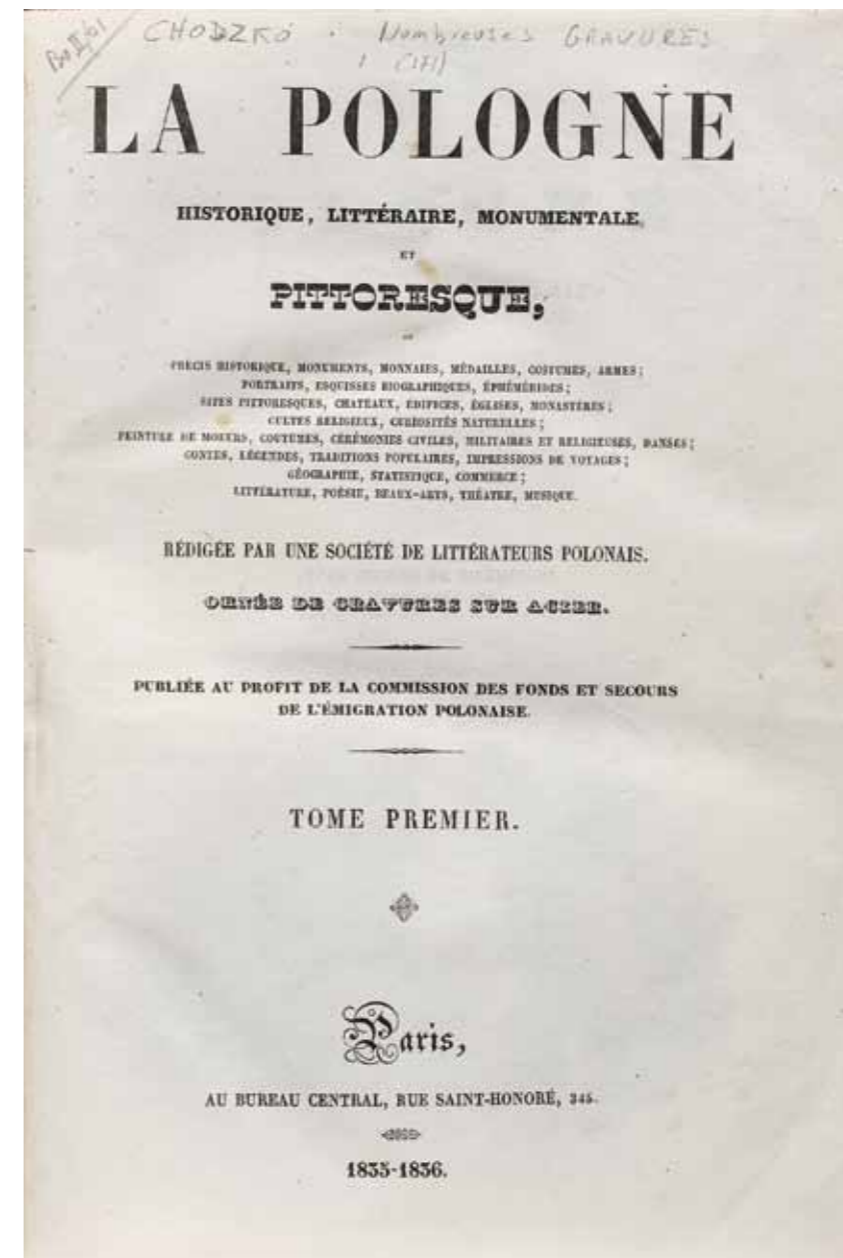 CHODZKO . Nombreuses GRAVURES
1 (171)
LA POLOGNE
HISTORIQUE, LITTÉRAIRE, MONUMENTALE
ET
PITTORESQUE,
OU
PRÉCIS HISTORIQUE, MONUMENTS, MONNAIES, MÉDAILLES, COSTUMES, ARMES;
PORTRAITS, ESQUISSES BIOGRAPHIQUES, ÉPHÉMÉRIDES;
SITES PITTORESQUES, CHATEAUX, ÉDIFICES, ÉGLISES, MONASTÈRES;
CULTES RELIGIEUX, CURIOSITÉS NATURELLES;
PEINTURE DE MOEURS, COUTUMES, CÉRÉMONIES CIVILES, MILITAIRES ET RELIGIEUSES, DANSES;
CONTES, LÉGENDES, TRADITIONS POPULAIRES, IMPRESSIONS DE VOYAGES;
GÉOGRAPHIE, STATISTIQUE, COMMERCE;
LITTÉRATURE, POÉSIE, BEAUX-ARTS, THÉATRE, MUSIQUE.
RÉDIGÉE PAR UNE SOCIÉTÉ DE LITTÉRATEURS POLONAIS.
ORNÉE DE GRAVURES SUR ACIER.
PUBLIÉE AU PROFIT DE LA COMMISSION DES FONDS ET SECOURS
DE L'ÉMIGRATION POLONAISE.
TOME PREMIER.
Paris,
AU BUREAU CENTRAL, RUE SAINT-HONORÉ, 345.
1835-1836.